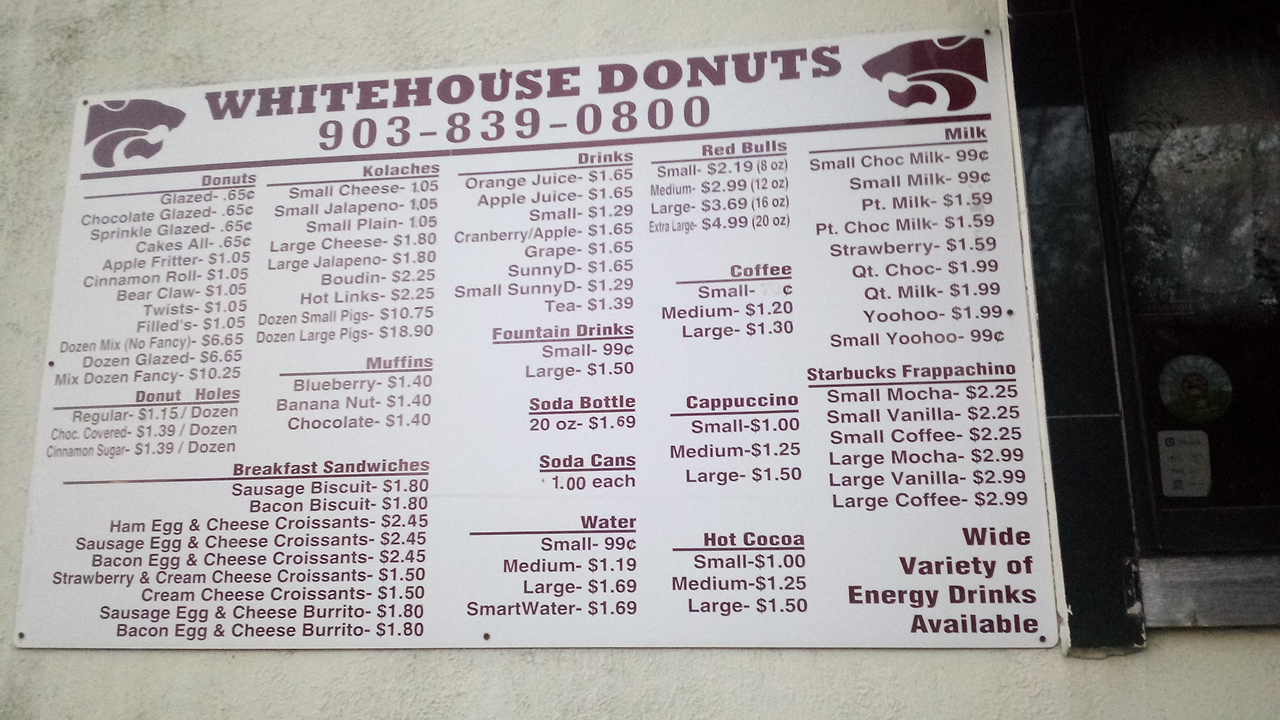 WHITEHOUSE DONUTS
903-839-0800
Donuts
Glazed- .65¢
Chocolate Glazed- .65¢
Sprinkle Glazed- .65¢
Cakes All- .65¢
Apple Fritter- $1.05
Cinnamon Roll- $1.05
Bear Claw- $1.05
Twists- $1.05
Filled's- $1.05
Dozen Mix (No Fancy)- $6.65
Dozen Glazed- $6.65
Mix Dozen Fancy- $10.25
Donut Holes
Regular- $1.15 / Dozen
Choc. Covered- $1.39 / Dozen
Cinnamon Sugar- $1.39 / Dozen
Kolaches
Small Cheese- 1.05
Small Jalapeno- 1.05
Small Plain- 1.05
Large Cheese- $1.80
Large Jalapeno- $1.80
Boudin- $2.25
Hot Links- $2.25
Dozen Small Pigs- $10.75
Dozen Large Pigs- $18.90
Muffins
Blueberry- $1.40
Banana Nut- $1.40
Chocolate- $1.40
Breakfast Sandwiches
Sausage Biscuit- $1.80
Bacon Biscuit- $1.80
Ham Egg & Cheese Croissants- $2.45
Sausage Egg & Cheese Croissants- $2.45
Bacon Egg & Cheese Croissants- $2.45
Strawberry & Cream Cheese Croissants- $1.50
Cream Cheese Croissants- $1.50
Sausage Egg & Cheese Burrito- $1.80
Bacon Egg & Cheese Burrito- $1.80
Drinks
Orange Juice- $1.65
Apple Juice- $1.65
Small- $1.29
Cranberry/Apple- $1.65
Grape- $1.65
SunnyD- $1.65
Small SunnyD- $1.29
Tea- $1.39
Fountain Drinks
Small- 99¢
Large- $1.50
Soda Bottle
20 oz- $1.69
Soda Cans
1.00 each
Water
Small- 99¢
Medium- $1.19
Large- $1.69
SmartWater- $1.69
Red Bulls
Small- $2.19 (8 oz)
Medium- $2.99 (12 oz)
Large- $3.69 (16 oz)
Extra Large- $4.99 (20 oz)
Coffee
Small- ¢
Medium- $1.20
Large- $1.30
Cappuccino
Small-$1.00
Medium-$1.25
Large- $1.50
Hot Cocoa
Small-$1.00
Medium-$1.25
Large- $1.50
Milk
Small Choc Milk- 99¢
Small Milk- 99¢
Pt. Milk- $1.59
Pt. Choc Milk- $1.59
Strawberry- $1.59
Qt. Choc- $1.99
Qt. Milk- $1.99
Yoohoo- $1.99
Small Yoohoo- 99¢
Starbucks Frappachino
Small Mocha- $2.25
Small Vanilla- $2.25
Small Coffee- $2.25
Large Mocha- $2.99
Large Vanilla- $2.99
Large Coffee- $2.99
Wide
Variety of
Energy Drinks
Available